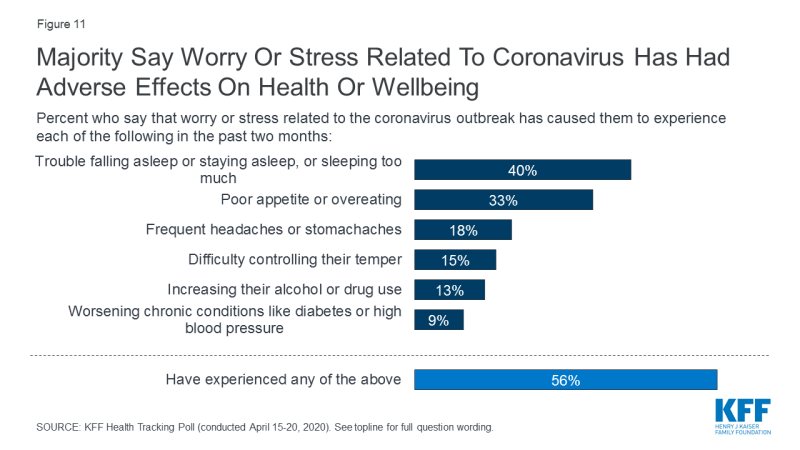 Figure 11
Majority Say Worry Or Stress Related To Coronavirus Has Had
Adverse Effects On Health Or Wellbeing
Percent who say that worry or stress related to the coronavirus outbreak has caused them to experience
each of the following in the past two months:
Trouble falling asleep or staying asleep, or sleeping too
much
40%
Poor appetite or overeating
33%
Frequent headaches or stomachaches
18%
Difficulty controlling their temper
15%
Increasing their alcohol or drug use
13%
Worsening chronic conditions like diabetes or high
blood pressure
9%
Have experienced any of the above
56%
SOURCE: KFF Health Tracking Poll (conducted April 15-20, 2020). See topline for full question wording.
KFF
HENRY J KAISER
FAMILY FOUNDATION